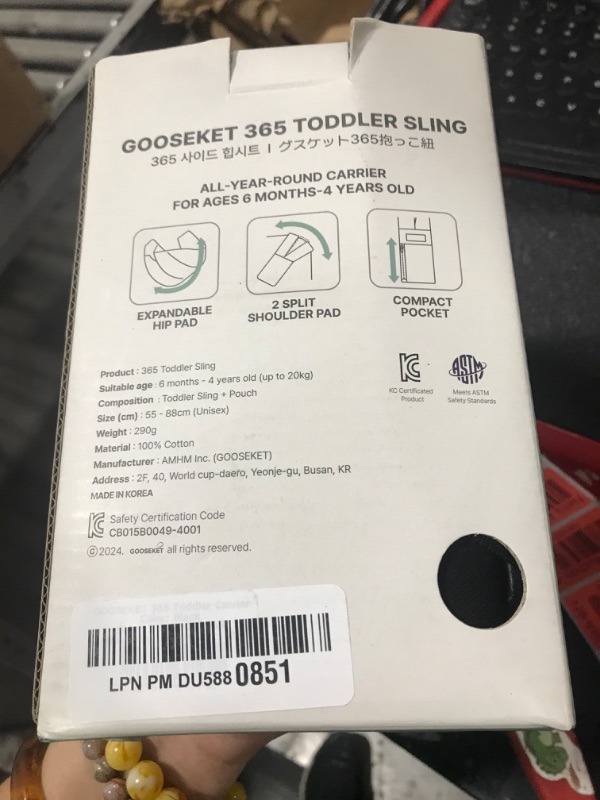 GOOSEKET 365 TODDLER SLING
365 사이드 힙시트 I グスケット365抱っこ紐
ALL-YEAR-ROUND CARRIER
FOR AGES 6 MONTHS-4 YEARS OLD
EXPANDABLE
HIP PAD
2 SPLIT
SHOULDER PAD
COMPACT
POCKET
Product : 365 Toddler Sling
Suitable age : 6 months - 4 years old (up to 20kg)
Composition : Toddler Sling + Pouch
Size (cm) : 55 - 88cm (Unisex)
Weight : 290g
Material : 100% Cotton
Manufacturer : AMHM Inc. (GOOSEKET)
Address : 2F, 40, World cup-daero, Yeonje-gu, Busan, KR
MADE IN KOREA
KC Certificated
Product
ASTM
Meets ASTM
Safety Standards
Safety Certification Code
CB015B0049-4001
©2024. GOOSEKET all rights reserved.
GOOSEKET 365 Toddler Carrier
LPN PM DU588 0851